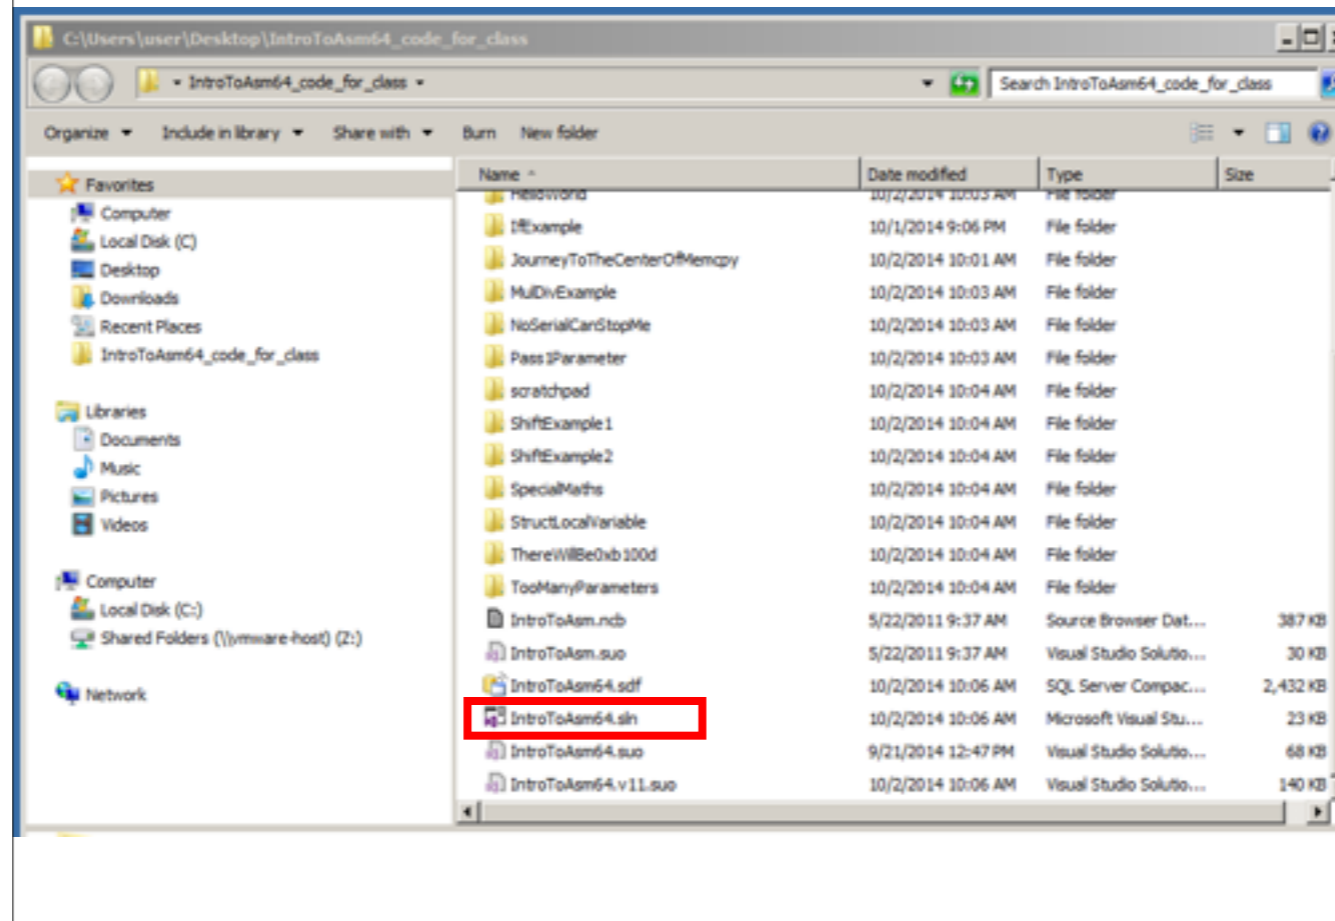 C:\Users\user\Desktop\IntroToAsm64_code_for_class
IntroToAsm64_code_for_class
Search IntroToAsm64_code_for_class
Organize Include in library Share with Burn New folder
Favorites
Computer
Local Disk (C)
Desktop
Downloads
Recent Places
IntroToAsm64_code_for_class
Libraries
Documents
Music
Pictures
Videos
Computer
Local Disk (C:)
Shared Folders (\\vmware-host) (Z:)
Network
Name Date modified Type Size
HelloWorld 10/2/2014 10:03 AM File folder
IfExample 10/1/2014 9:06 PM File folder
JourneyToTheCenterOfMemcpy 10/2/2014 10:01 AM File folder
MulDivExample 10/2/2014 10:03 AM File folder
NoSerialCanStopMe 10/2/2014 10:03 AM File folder
Pass1Parameter 10/2/2014 10:03 AM File folder
scratchpad 10/2/2014 10:04 AM File folder
ShiftExample1 10/2/2014 10:04 AM File folder
ShiftExample2 10/2/2014 10:04 AM File folder
SpecialMaths 10/2/2014 10:04 AM File folder
StructLocalVariable 10/2/2014 10:04 AM File folder
ThereWillBe0xb100d 10/2/2014 10:04 AM File folder
TooManyParameters 10/2/2014 10:04 AM File folder
IntroToAsm.ncb 5/22/2011 9:37 AM Source Browser Dat... 387 KB
IntroToAsm.suo 5/22/2011 9:37 AM Visual Studio Solutio... 30 KB
IntroToAsm64.sdf 10/2/2014 10:06 AM SQL Server Compac... 2,432 KB
IntroToAsm64.sln 10/2/2014 10:06 AM Microsoft Visual Stu... 23 KB
IntroToAsm64.suo 9/21/2014 12:47 PM Visual Studio Solutio... 68 KB
IntroToAsm64.v11.suo 10/2/2014 10:06 AM Visual Studio Solutio... 140 KB